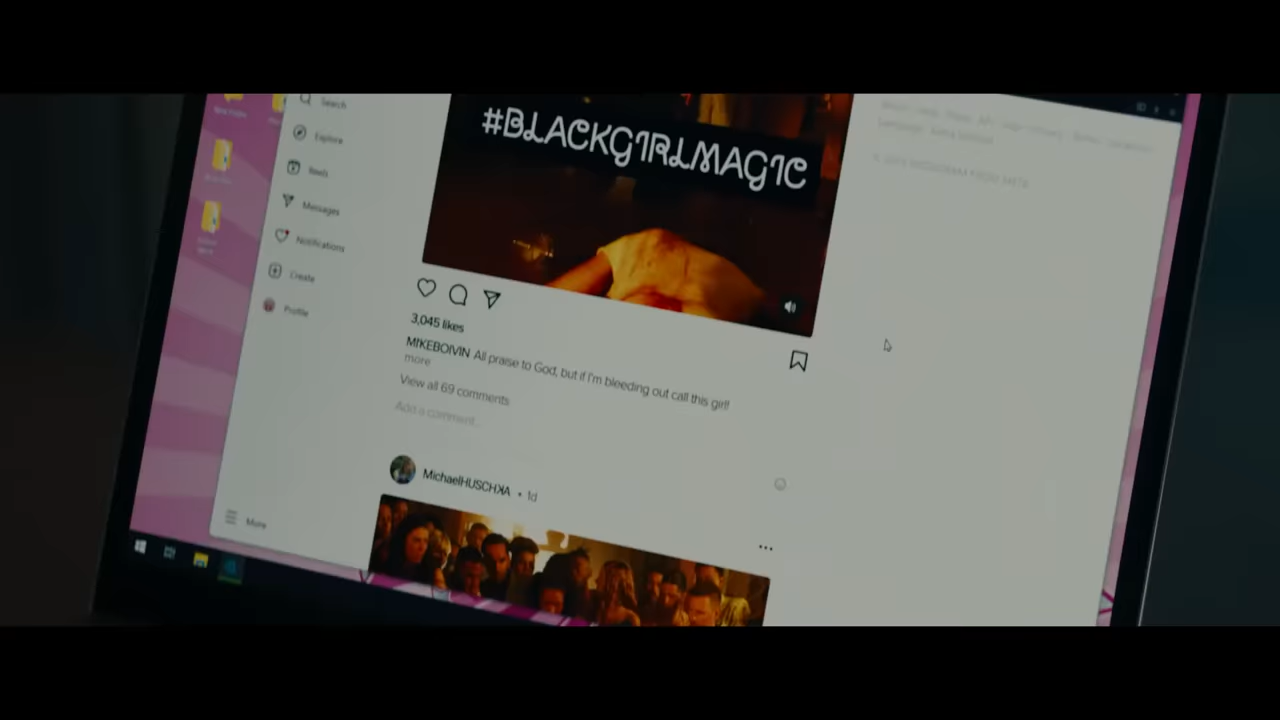 Search
Explore
Reels
Messages
Notifications
Create
Profile
More
#BLACKGIRLMAGIC
3,045 likes
MIKEBOIVIN All praise to God, but if I'm bleeding out call this girl!
more
View all 69 comments
Add a comment...
MichaelHUSCHKA • 1d